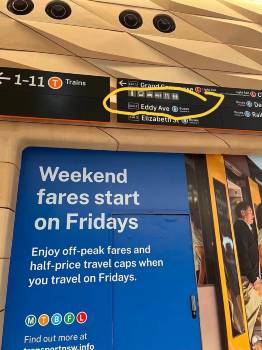 ← 1-11 T Trains
← Grand Concourse
Eddy Ave
Elizabeth St
Weekend
fares start
on Fridays
Enjoy off-peak fares and
half-price travel caps when
you travel on Fridays.
M T B F L
Find out more at
transportnsw.info